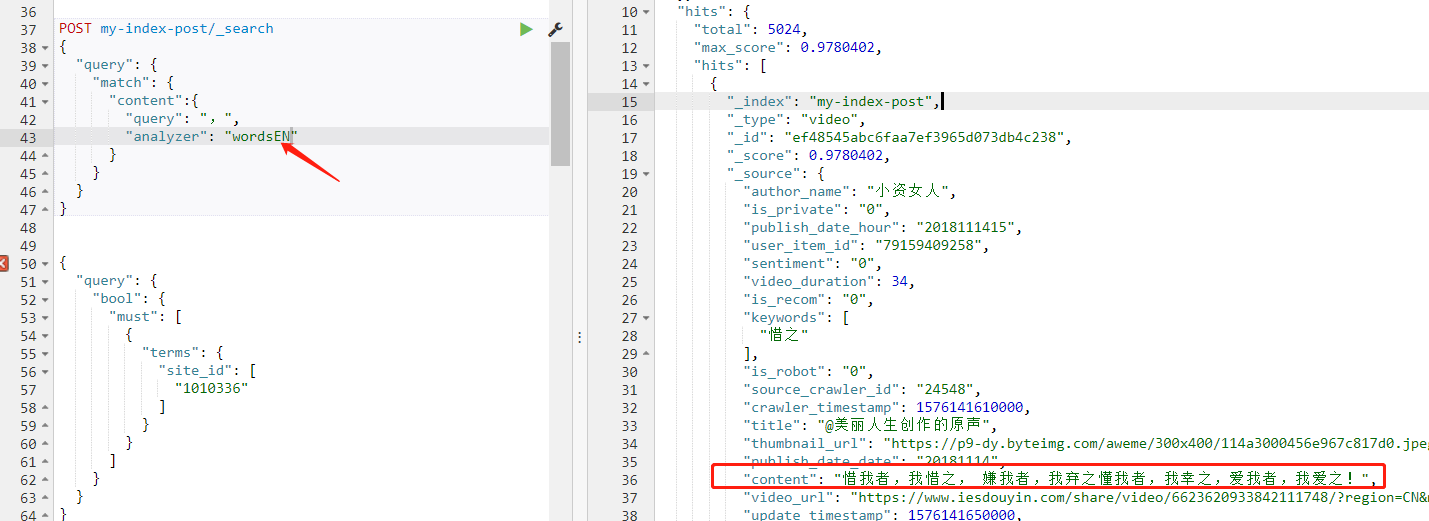 36
37 POST my-index-post/_search
38 {
39 "query": {
40 "match": {
41 "content":{
42 "query": "，",
43 "analyzer": "wordsEN"
44 }
45 }
46 }
47 }
48
49
50 {
51 "query": {
52 "bool": {
53 "must": [
54 {
55 "terms": {
56 "site_id": [
57 "1010336"
58 ]
59 }
60 }
61 ]
62 }
63 }
64 }
10 "hits": {
11 "total": 5024,
12 "max_score": 0.9780402,
13 "hits": [
14 {
15 "_index": "my-index-post",
16 "_type": "video",
17 "_id": "ef48545abc6faa7ef3965d073db4c238",
18 "_score": 0.9780402,
19 "_source": {
20 "author_name": "小资女人",
21 "is_private": "0",
22 "publish_date_hour": "2018111415",
23 "user_item_id": "79159409258",
24 "sentiment": "0",
25 "video_duration": 34,
26 "is_recom": "0",
27 "keywords": [
28 "惜之"
29 ],
30 "is_robot": "0",
31 "source_crawler_id": "24548",
32 "crawler_timestamp": 1576141610000,
33 "title": "@美丽人生创作的原声",
34 "thumbnail_url": "https://p9-dy.byteimg.com/aweme/300x400/114a3000456e967c817d0.jpeg
35 "publish_date_date": "20181114",
36 "content": "惜我者，我惜之， 嫌我者，我弃之懂我者，我幸之，爱我者，我爱之！",
37 "video_url": "https://www.iesdouyin.com/share/video/6623620933842111748/?region=CN&m
38 "update_timestamp": 1576141650000,